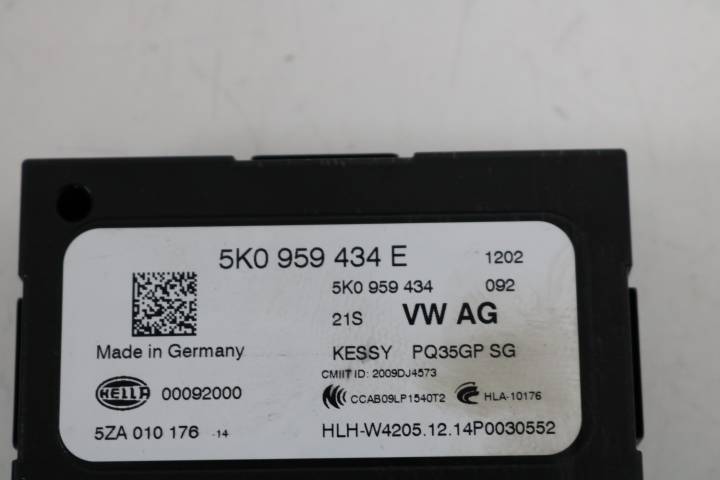 5K0 959 434 E 1202
5K0 959 434 092
21S VW AG
Made in Germany KESSY PQ35GP SG
CMIIT ID: 2009DJ4573
HELLA 00092000 CCAB09LP1540T2 HLA-10176
5ZA 010 176 -14 HLH-W4205.12.14P0030552